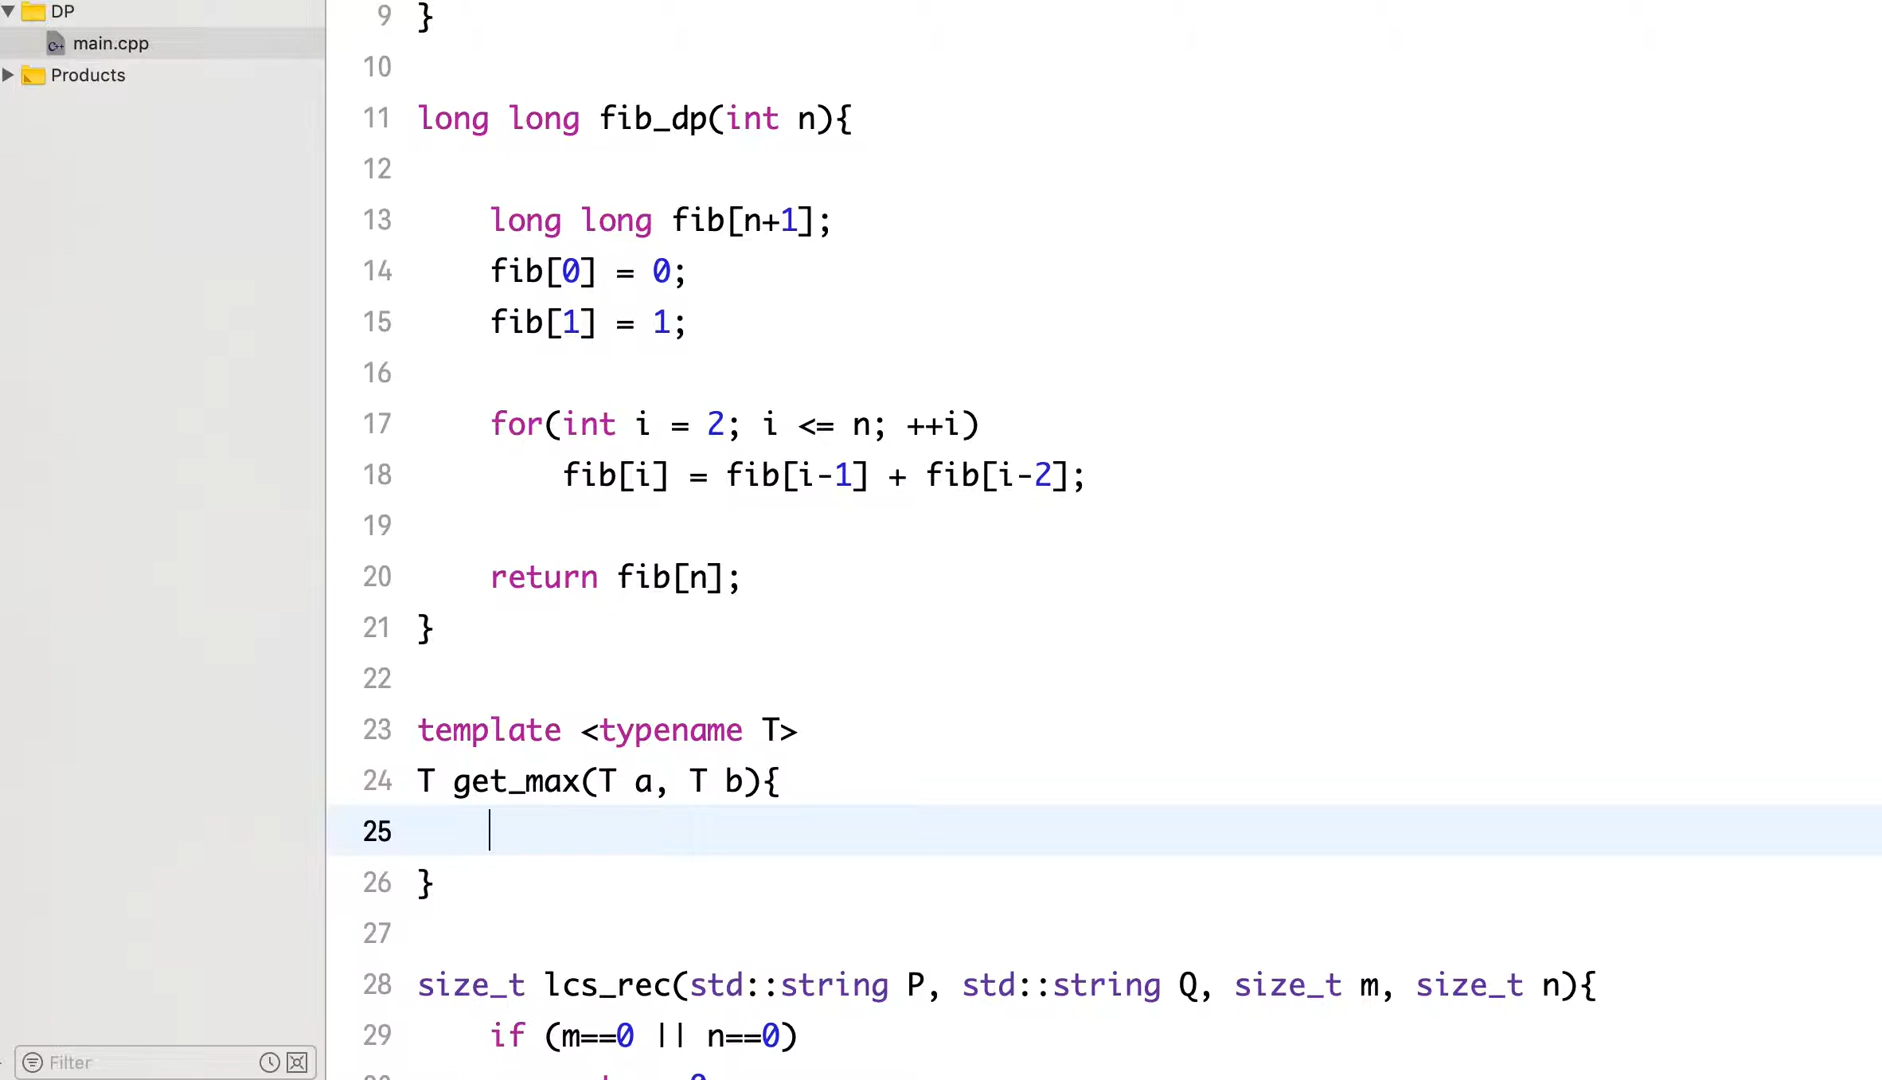 DP
main.cpp
Products
Filter
9 }
10
11 long long fib_dp(int n){
12
13 long long fib[n+1];
14 fib[0] = 0;
15 fib[1] = 1;
16
17 for(int i = 2; i <= n; ++i)
18 fib[i] = fib[i-1] + fib[i-2];
19
20 return fib[n];
21 }
22
23 template <typename T>
24 T get_max(T a, T b){
25
26 }
27
28 size_t lcs_rec(std::string P, std::string Q, size_t m, size_t n){
29 if (m==0 || n==0)